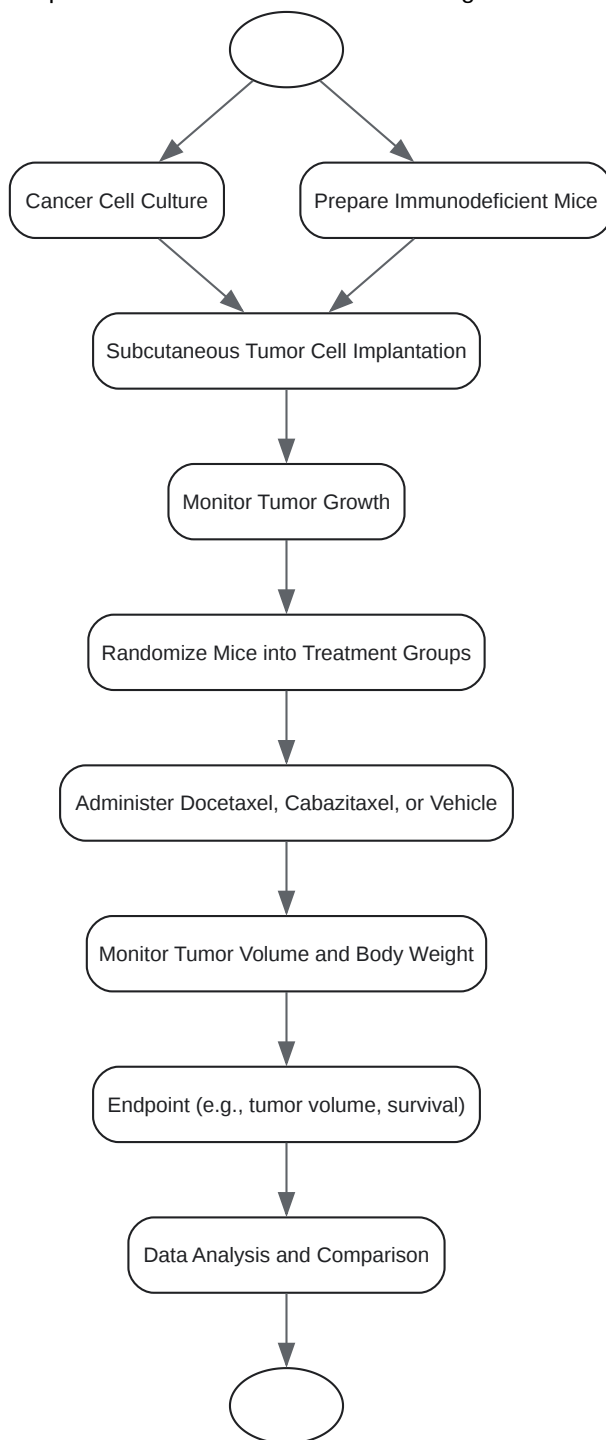 Cancer Cell Culture
Prepare Immunodeficient Mice
Subcutaneous Tumor Cell Implantation
Monitor Tumor Growth
Randomize Mice into Treatment Groups
Administer Docetaxel, Cabazitaxel, or Vehicle
Monitor Tumor Volume and Body Weight
Endpoint (e.g., tumor volume, survival)
Data Analysis and Comparison